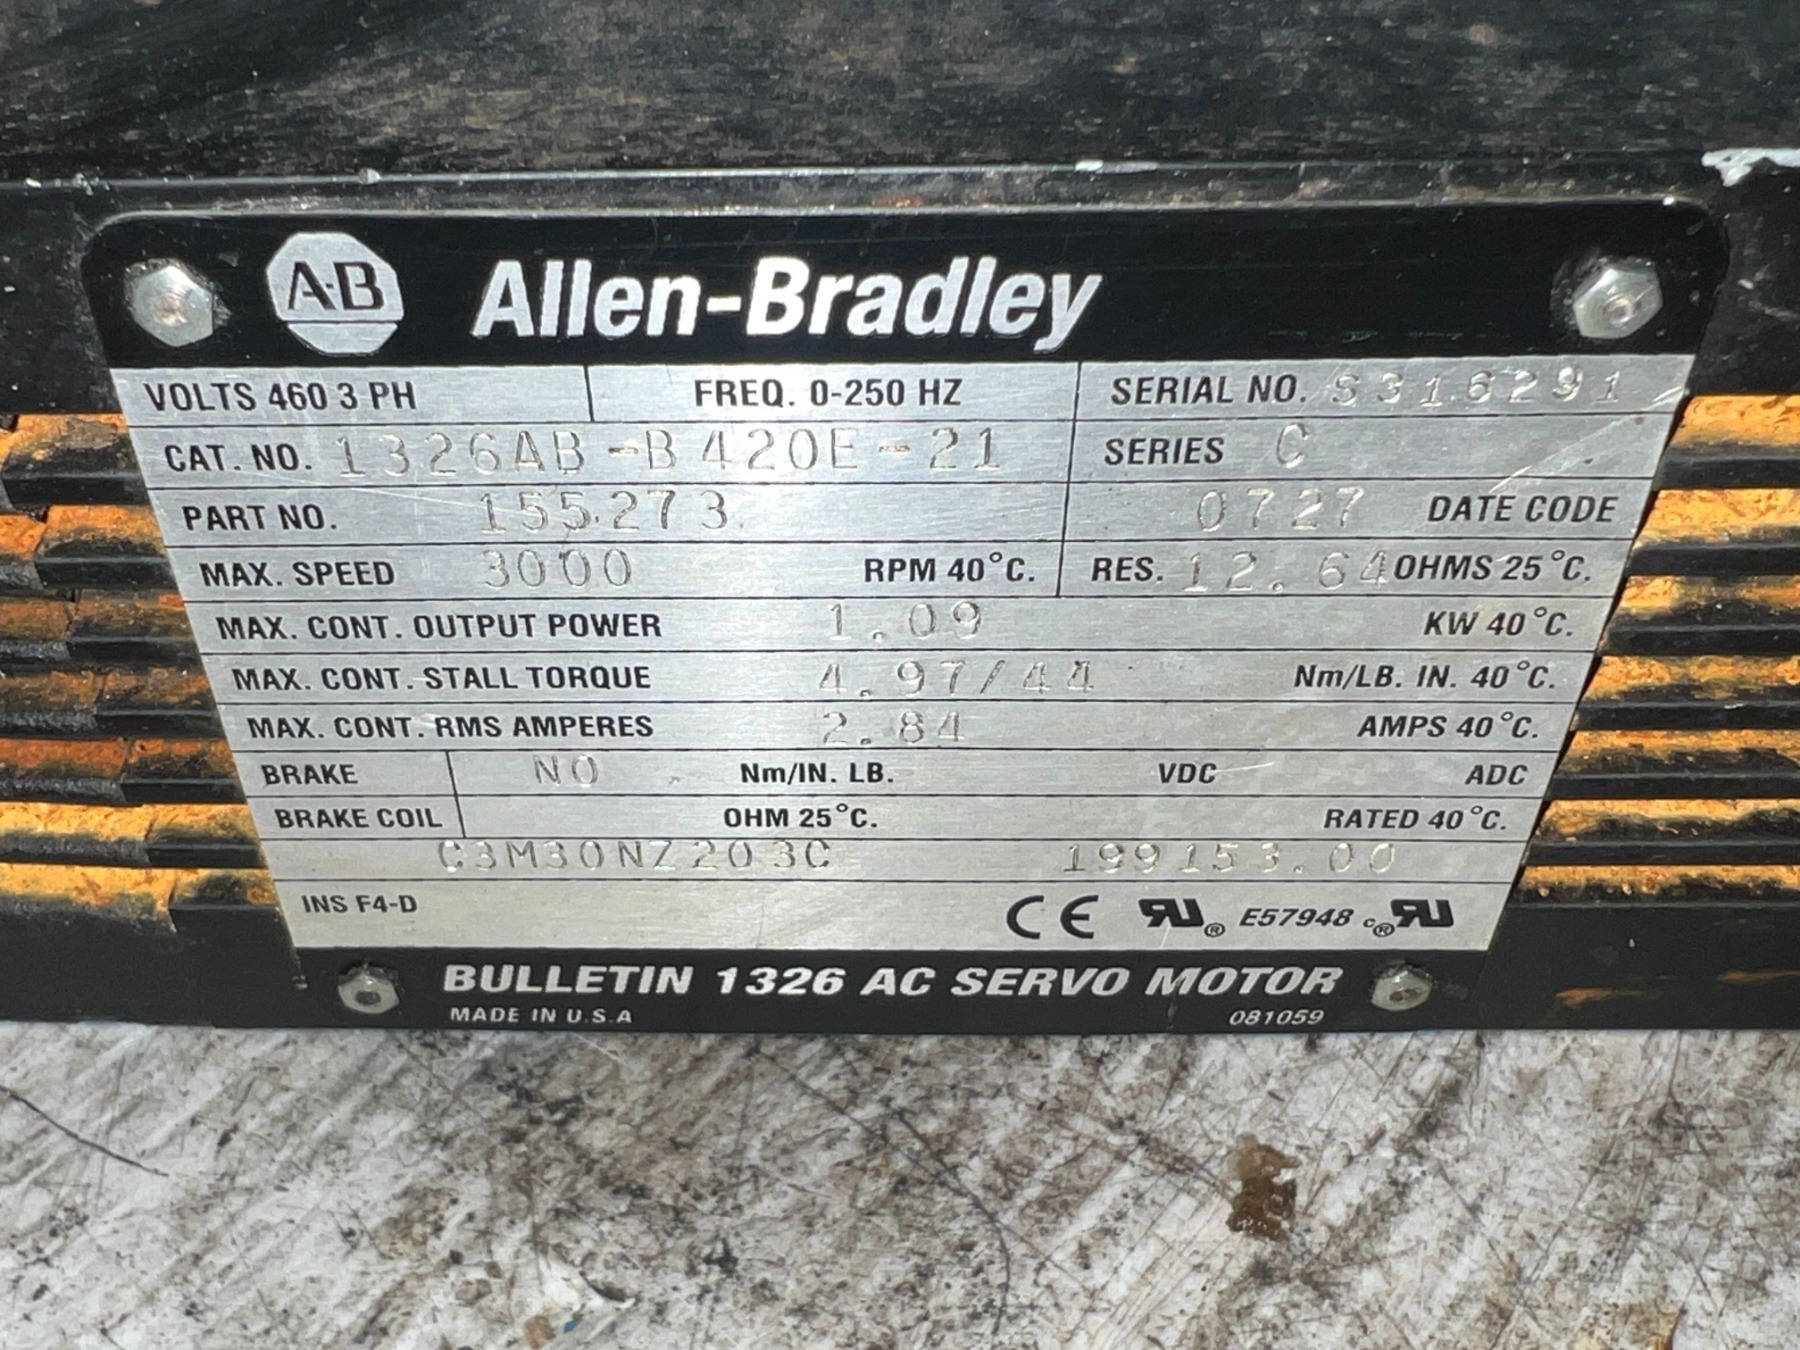 A-B Allen-Bradley
VOLTS 460 3 PH FREQ. 0-250 HZ SERIAL NO. S316291
CAT. NO. 1326AB-B420E-21 SERIES C
PART NO. 155273 0727 DATE CODE
MAX. SPEED 3000 RPM 40°C. RES. 12.64 OHMS 25°C.
MAX. CONT. OUTPUT POWER 1.09 KW 40°C.
MAX. CONT. STALL TORQUE 4.97/44 Nm/LB. IN. 40°C.
MAX. CONT. RMS AMPERES 2.84 AMPS 40°C.
BRAKE NO Nm/IN. LB. VDC ADC
BRAKE COIL OHM 25°C. RATED 40°C.
C3M30NZ203C 199153.00
INS F4-D CE RU® E57948 c®RU
BULLETIN 1326 AC SERVO MOTOR
MADE IN U.S.A 081059